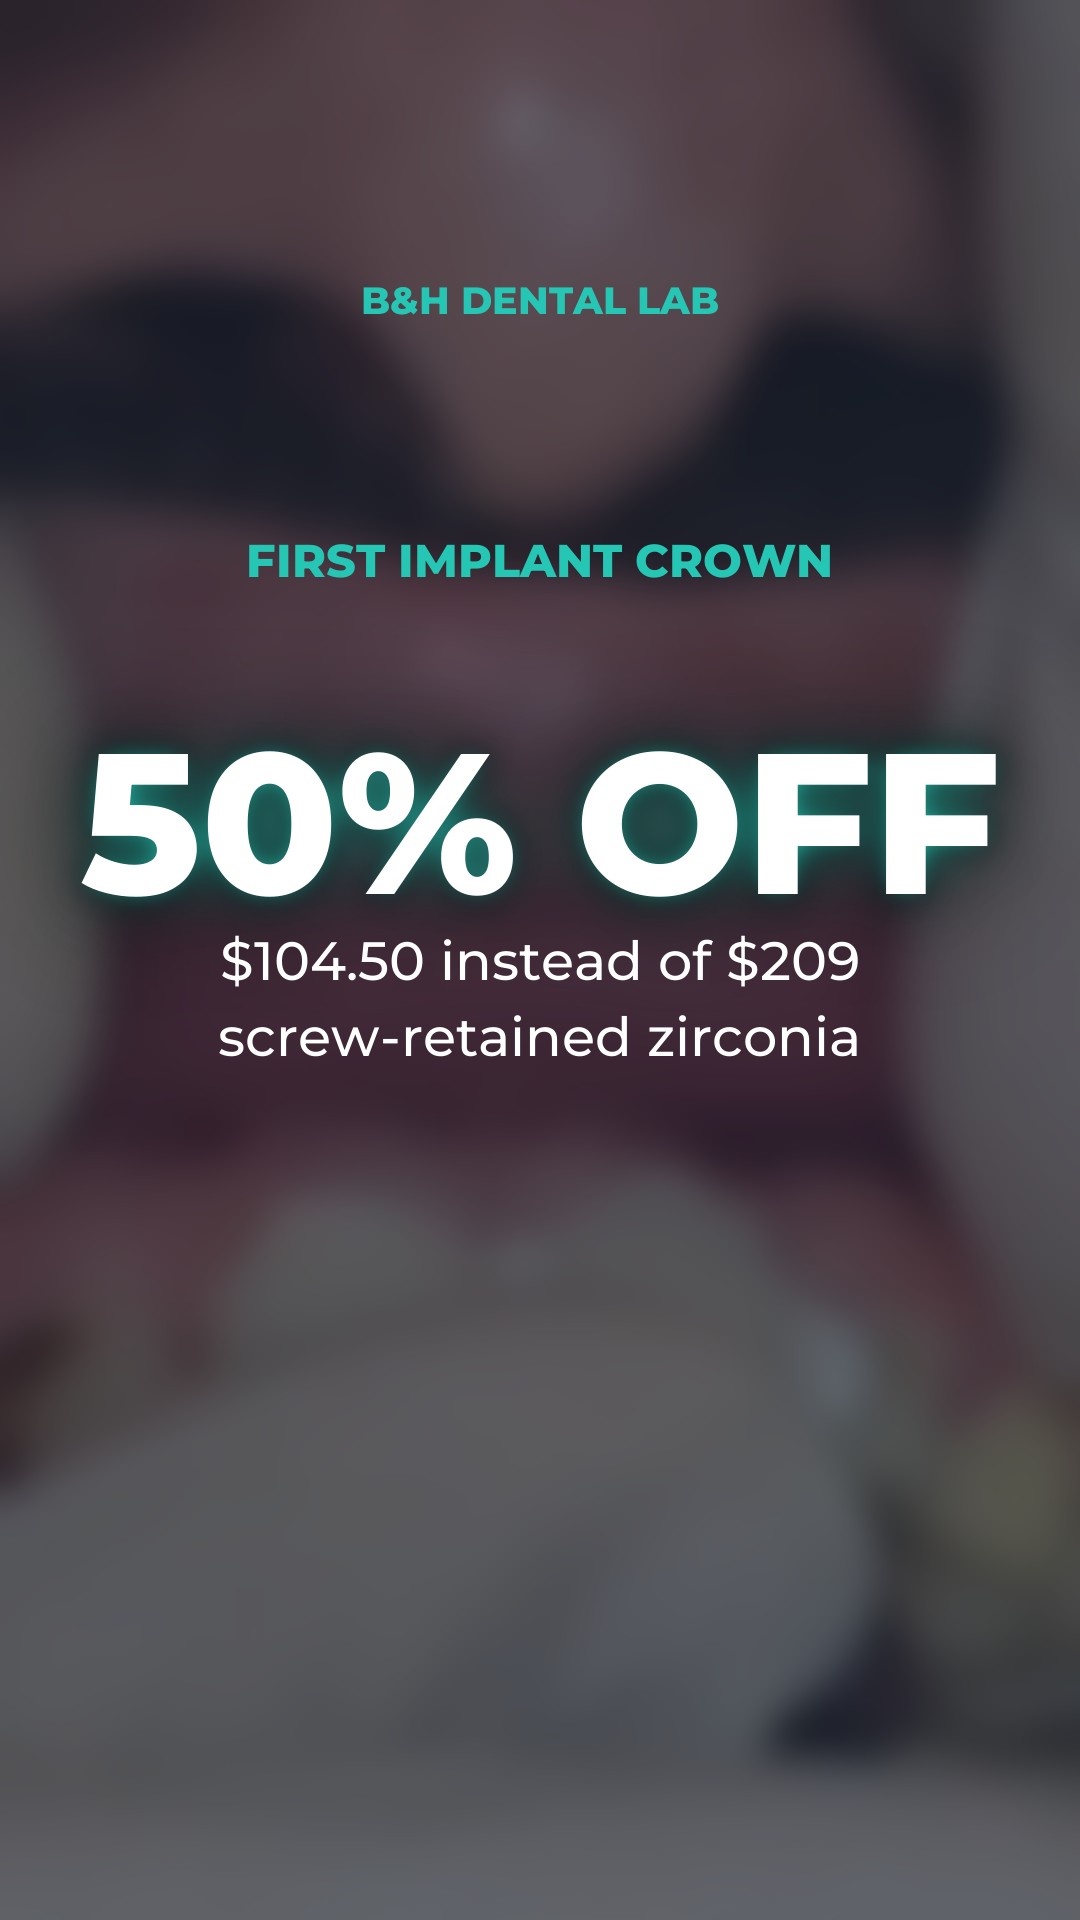 B&H DENTAL LAB
FIRST IMPLANT CROWN
50% OFF
$104.50 instead of $209
screw-retained zirconia